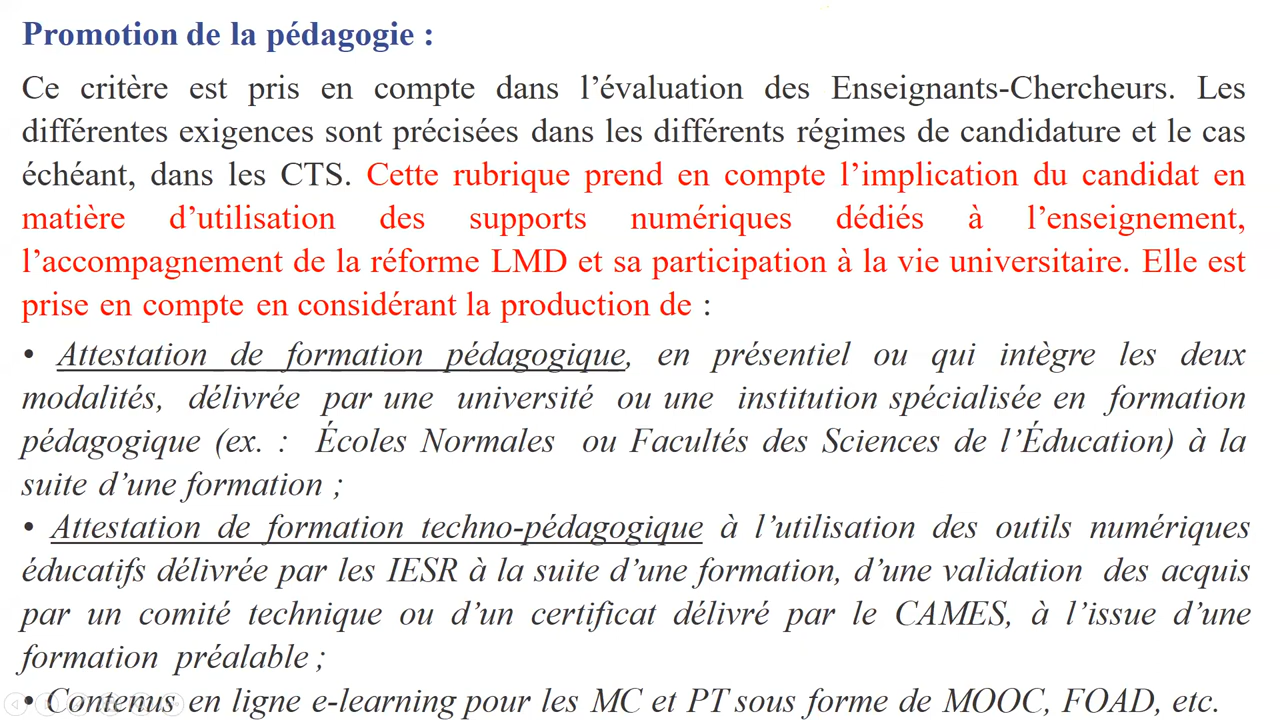 Promotion de la pédagogie :
Ce critère est pris en compte dans l’évaluation des Enseignants-Chercheurs. Les
différentes exigences sont précisées dans les différents régimes de candidature et le cas
échéant, dans les CTS. Cette rubrique prend en compte l’implication du candidat en
matière d’utilisation des supports numériques dédiés à l’enseignement,
l’accompagnement de la réforme LMD et sa participation à la vie universitaire. Elle est
prise en compte en considérant la production de :
• Attestation de formation pédagogique, en présentiel ou qui intègre les deux
modalités, délivrée par une université ou une institution spécialisée en formation
pédagogique (ex. : Écoles Normales ou Facultés des Sciences de l’Éducation) à la
suite d’une formation ;
• Attestation de formation techno-pédagogique à l’utilisation des outils numériques
éducatifs délivrée par les IESR à la suite d’une formation, d’une validation des acquis
par un comité technique ou d’un certificat délivré par le CAMES, à l’issue d’une
formation préalable ;
• Contenus en ligne e-learning pour les MC et PT sous forme de MOOC, FOAD, etc.